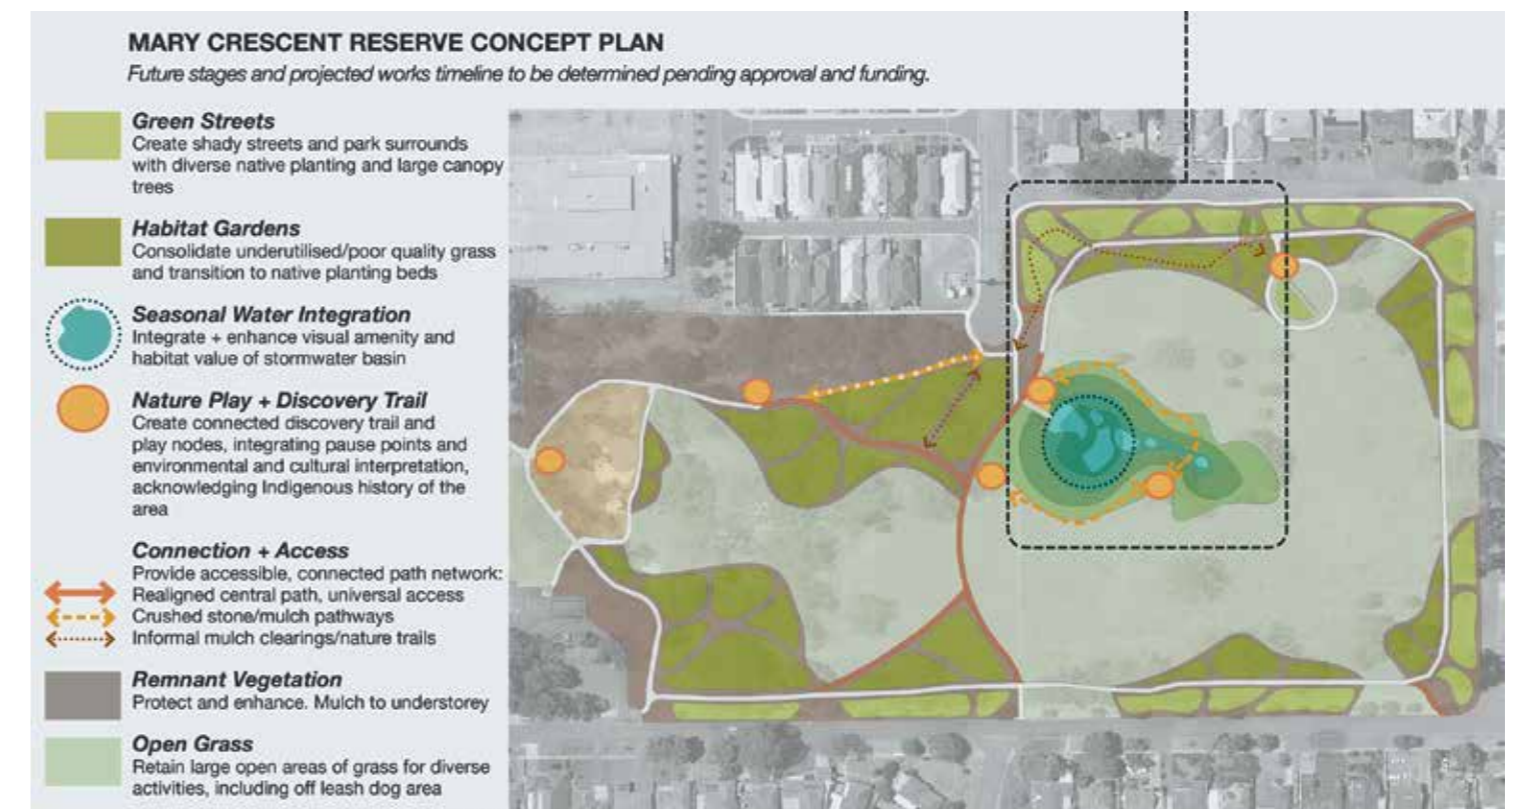 MARY CRESCENT RESERVE CONCEPT PLAN
Future stages and projected works timeline to be determined pending approval and funding.
Green Streets
Create shady streets and park surrounds
with diverse native planting and large canopy
trees
Habitat Gardens
Consolidate underutilised/poor quality grass
and transition to native planting beds
Seasonal Water Integration
Integrate + enhance visual amenity and
habitat value of stormwater basin
Nature Play + Discovery Trail
Create connected discovery trail and
play nodes, integrating pause points and
environmental and cultural interpretation,
acknowledging Indigenous history of the
area
Connection + Access
Provide accessible, connected path network:
Realigned central path, universal access
Crushed stone/mulch pathways
Informal mulch clearings/nature trails
Remnant Vegetation
Protect and enhance. Mulch to understorey
Open Grass
Retain large open areas of grass for diverse
activities, including off leash dog area